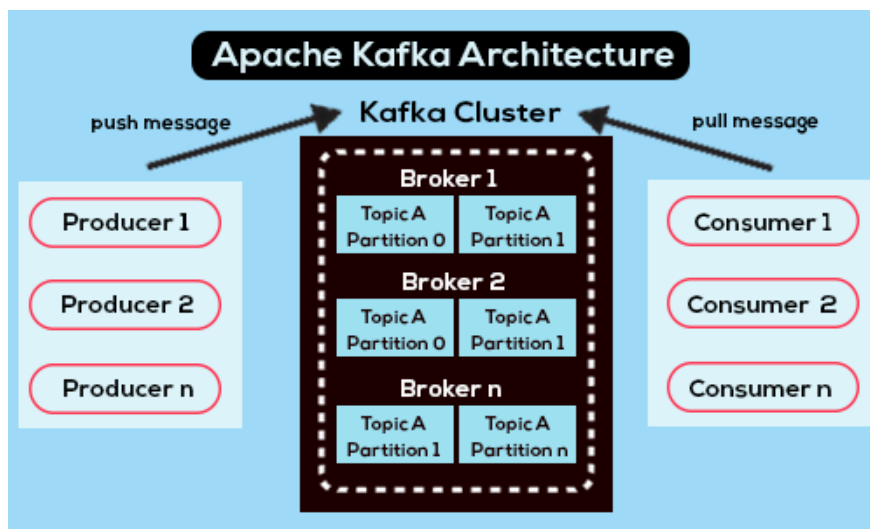 Apache Kafka Architecture
push message
Kafka Cluster
pull message
Producer 1
Producer 2
Producer n
Broker 1
Topic A
Partition 0
Topic A
Partition 1
Broker 2
Topic A
Partition 0
Topic A
Partition 1
Broker n
Topic A
Partition 1
Topic A
Partition n
Consumer 1
Consumer 2
Consumer n